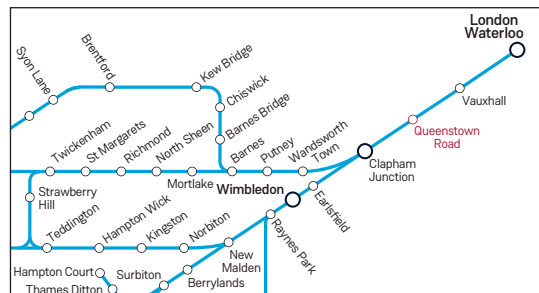 London
Waterloo
Vauxhall
Queenstown
Road
Clapham
Junction
Syon Lane
Brentford
Kew Bridge
Chiswick
Barnes Bridge
Twickenham
St Margarets
Richmond
North Sheen
Mortlake
Barnes
Putney
Wandsworth
Town
Wimbledon
Earlsfield
Raynes Park
Strawberry
Hill
Teddington
Hampton Wick
Kingston
Norbiton
New
Malden
Berrylands
Surbiton
Hampton Court
Thames Ditton